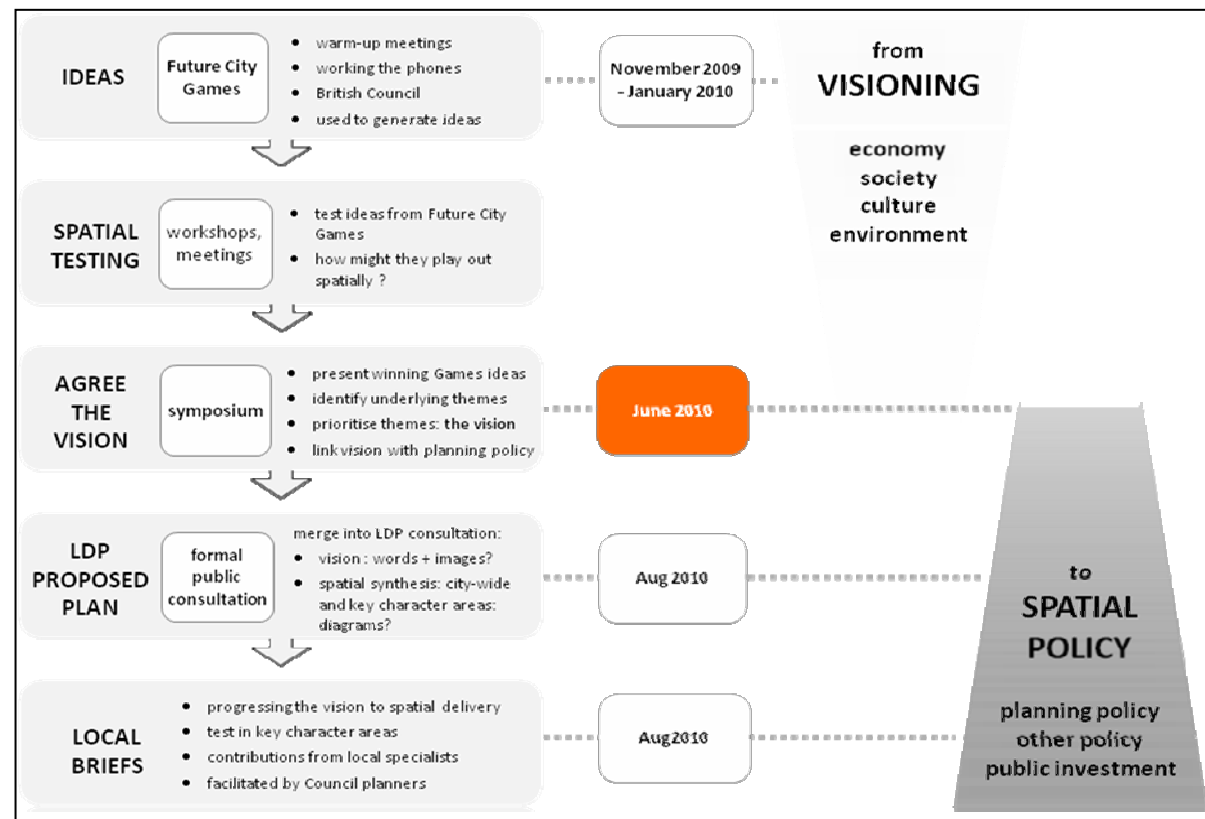 IDEAS
Future City
Games
• warm-up meetings
• working the phones
• British Council
• used to generate ideas
November 2009
- January 2010
from
VISIONING
economy
society
culture
environment
SPATIAL
TESTING
workshops,
meetings
• test ideas from Future City
Games
• how might they play out
spatially ?
AGREE
THE
VISION
symposium
• present winning Games ideas
• identify underlying themes
• prioritise themes: the vision
• link vision with planning policy
June 2010
LDP
PROPOSED
PLAN
formal
public
consultation
merge into LDP consultation:
• vision : words + images?
• spatial synthesis: city-wide
and key character areas:
diagrams?
Aug 2010
to
SPATIAL
POLICY
planning policy
other policy
public investment
LOCAL
BRIEFS
• progressing the vision to spatial delivery
• test in key character areas
• contributions from local specialists
• facilitated by Council planners
Aug2010